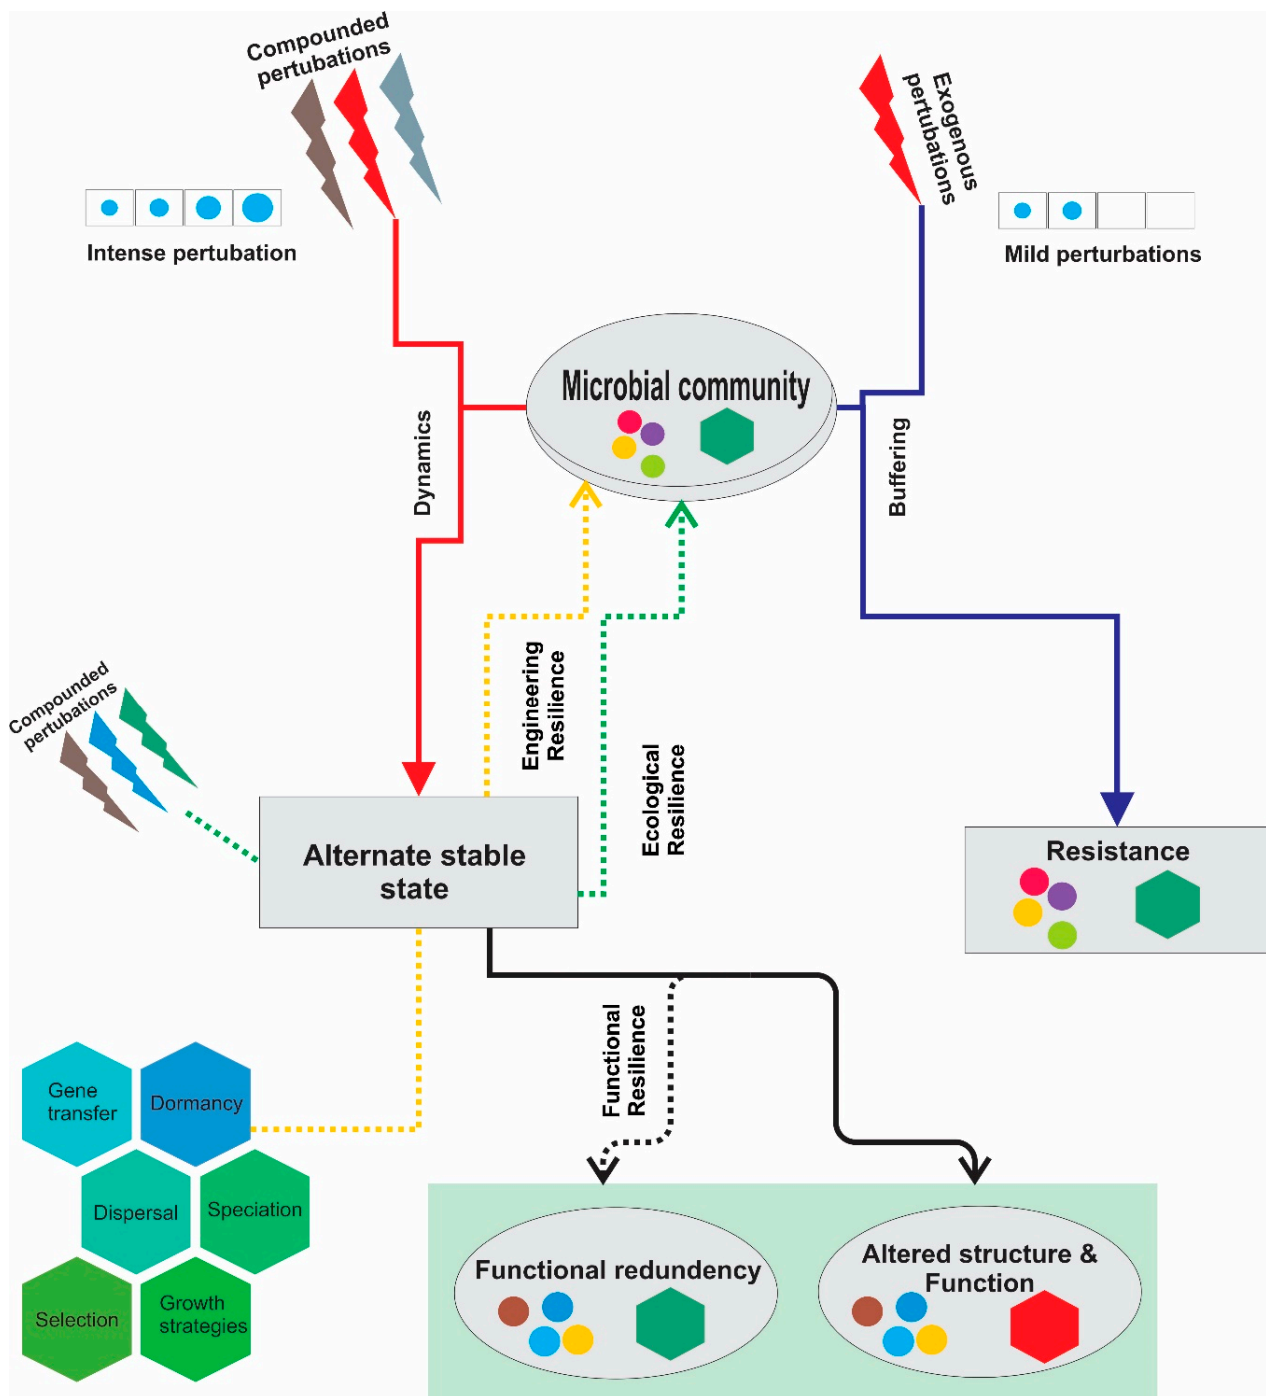 Compounded
pertubations
Exogenous
pertubations
Intense pertubation
Mild perturbations
Microbial community
Dynamics
Buffering
Engineering
Resilience
Ecological
Resilience
Compounded
pertubations
Alternate stable
state
Resistance
Functional
Resilience
Gene
transfer
Dormancy
Dispersal
Speciation
Selection
Growth
strategies
Functional redundency
Altered structure &
Function